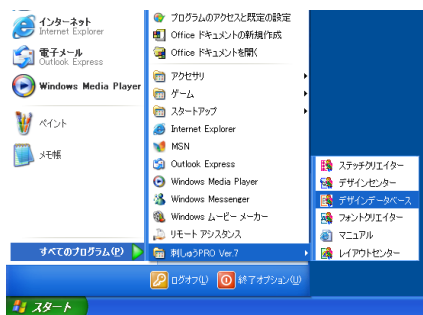 インターネット
Internet Explorer
電子メール
Outlook Express
Windows Media Player
ペイント
メモ帳
すべてのプログラム(P)
プログラムのアクセスと既定の設定
Office ドキュメントの新規作成
Office ドキュメントを開く
アクセサリ
ゲーム
スタートアップ
Internet Explorer
MSN
Outlook Express
Windows Media Player
Windows Messenger
Windows ムービー メーカー
リモート アシスタンス
刺しゅうPRO Ver.7
ステッチクリエイター
デザインセンター
デザインデータベース
フォントクリエイター
マニュアル
レイアウトセンター
ログオフ(L)
終了オプション(U)
スタート